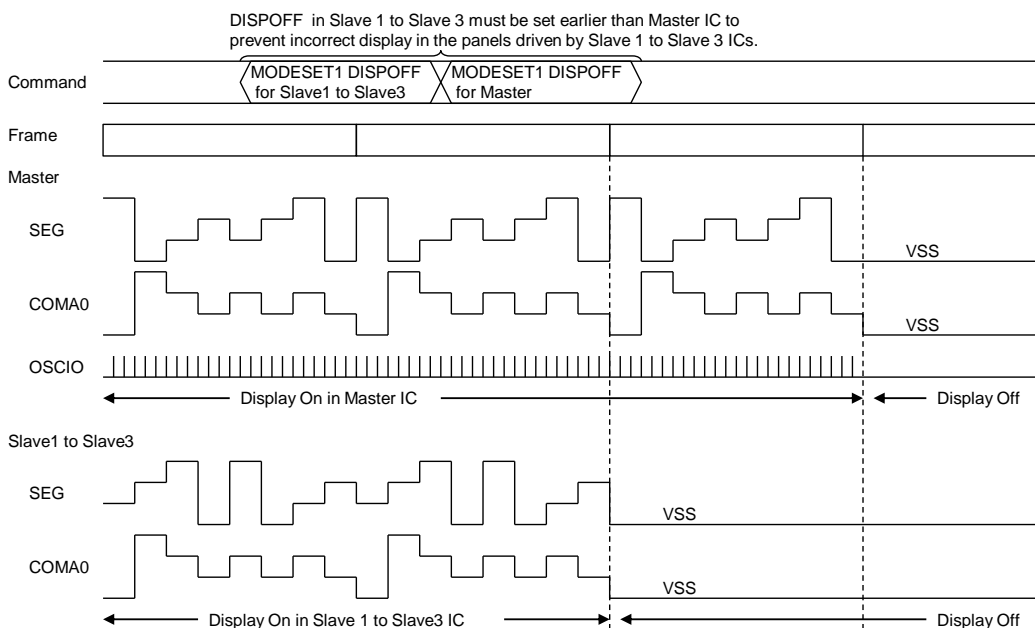 DISPOFF in Slave 1 to Slave 3 must be set earlier than Master IC to
prevent incorrect display in the panels driven by Slave 1 to Slave 3 ICs.
Command
MODESET1 DISPOFF
for Slave1 to Slave3
MODESET1 DISPOFF
for Master
Frame
Master
SEG
VSS
COMA0
VSS
OSCIO
Display On in Master IC
Display Off
Slave1 to Slave3
SEG
VSS
COMA0
VSS
Display On in Slave 1 to Slave3 IC
Display Off